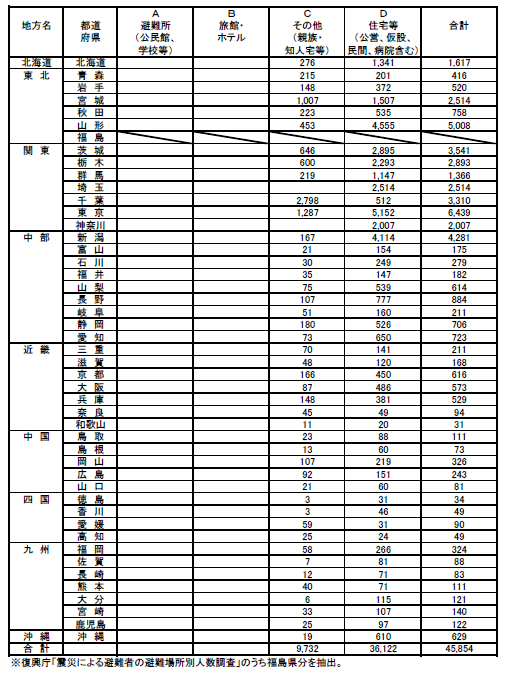 地方名 都道府県 A 避難所（公民館、学校等） B 旅館・ホテル C その他（親族・知人宅等） D 住宅等（公営、仮設、民間、病院含む） 合計
北海道 北海道 276 1,341 1,617
東 北 青 森 215 201 416
岩 手 148 372 520
宮 城 1,007 1,507 2,514
秋 田 223 535 758
山 形 453 4,555 5,008
福 島
関 東 茨 城 646 2,895 3,541
栃 木 600 2,293 2,893
群 馬 219 1,147 1,366
埼 玉 2,514 2,514
千 葉 2,798 512 3,310
東 京 1,287 5,152 6,439
神奈川 2,007 2,007
中 部 新 潟 167 4,114 4,281
富 山 21 154 175
石 川 30 249 279
福 井 35 147 182
山 梨 75 539 614
長 野 107 777 884
岐 阜 51 160 211
静 岡 180 526 706
愛 知 73 650 723
近 畿 三 重 70 141 211
滋 賀 48 120 168
京 都 166 450 616
大 阪 87 486 573
兵 庫 148 381 529
奈 良 45 49 94
和歌山 11 20 31
中 国 鳥 取 23 88 111
島 根 13 60 73
岡 山 107 219 326
広 島 92 151 243
山 口 21 60 81
四 国 徳 島 3 31 34
香 川 3 46 49
愛 媛 59 31 90
高 知 25 24 49
九 州 福 岡 58 266 324
佐 賀 7 81 88
長 崎 12 71 83
熊 本 40 71 111
大 分 6 115 121
宮 崎 33 107 140
鹿児島 25 97 122
沖 縄 沖 縄 19 610 629
合 計 9,732 36,122 45,854
※復興庁「震災による避難者の避難場所別人数調査」のうち福島県分を抽出。